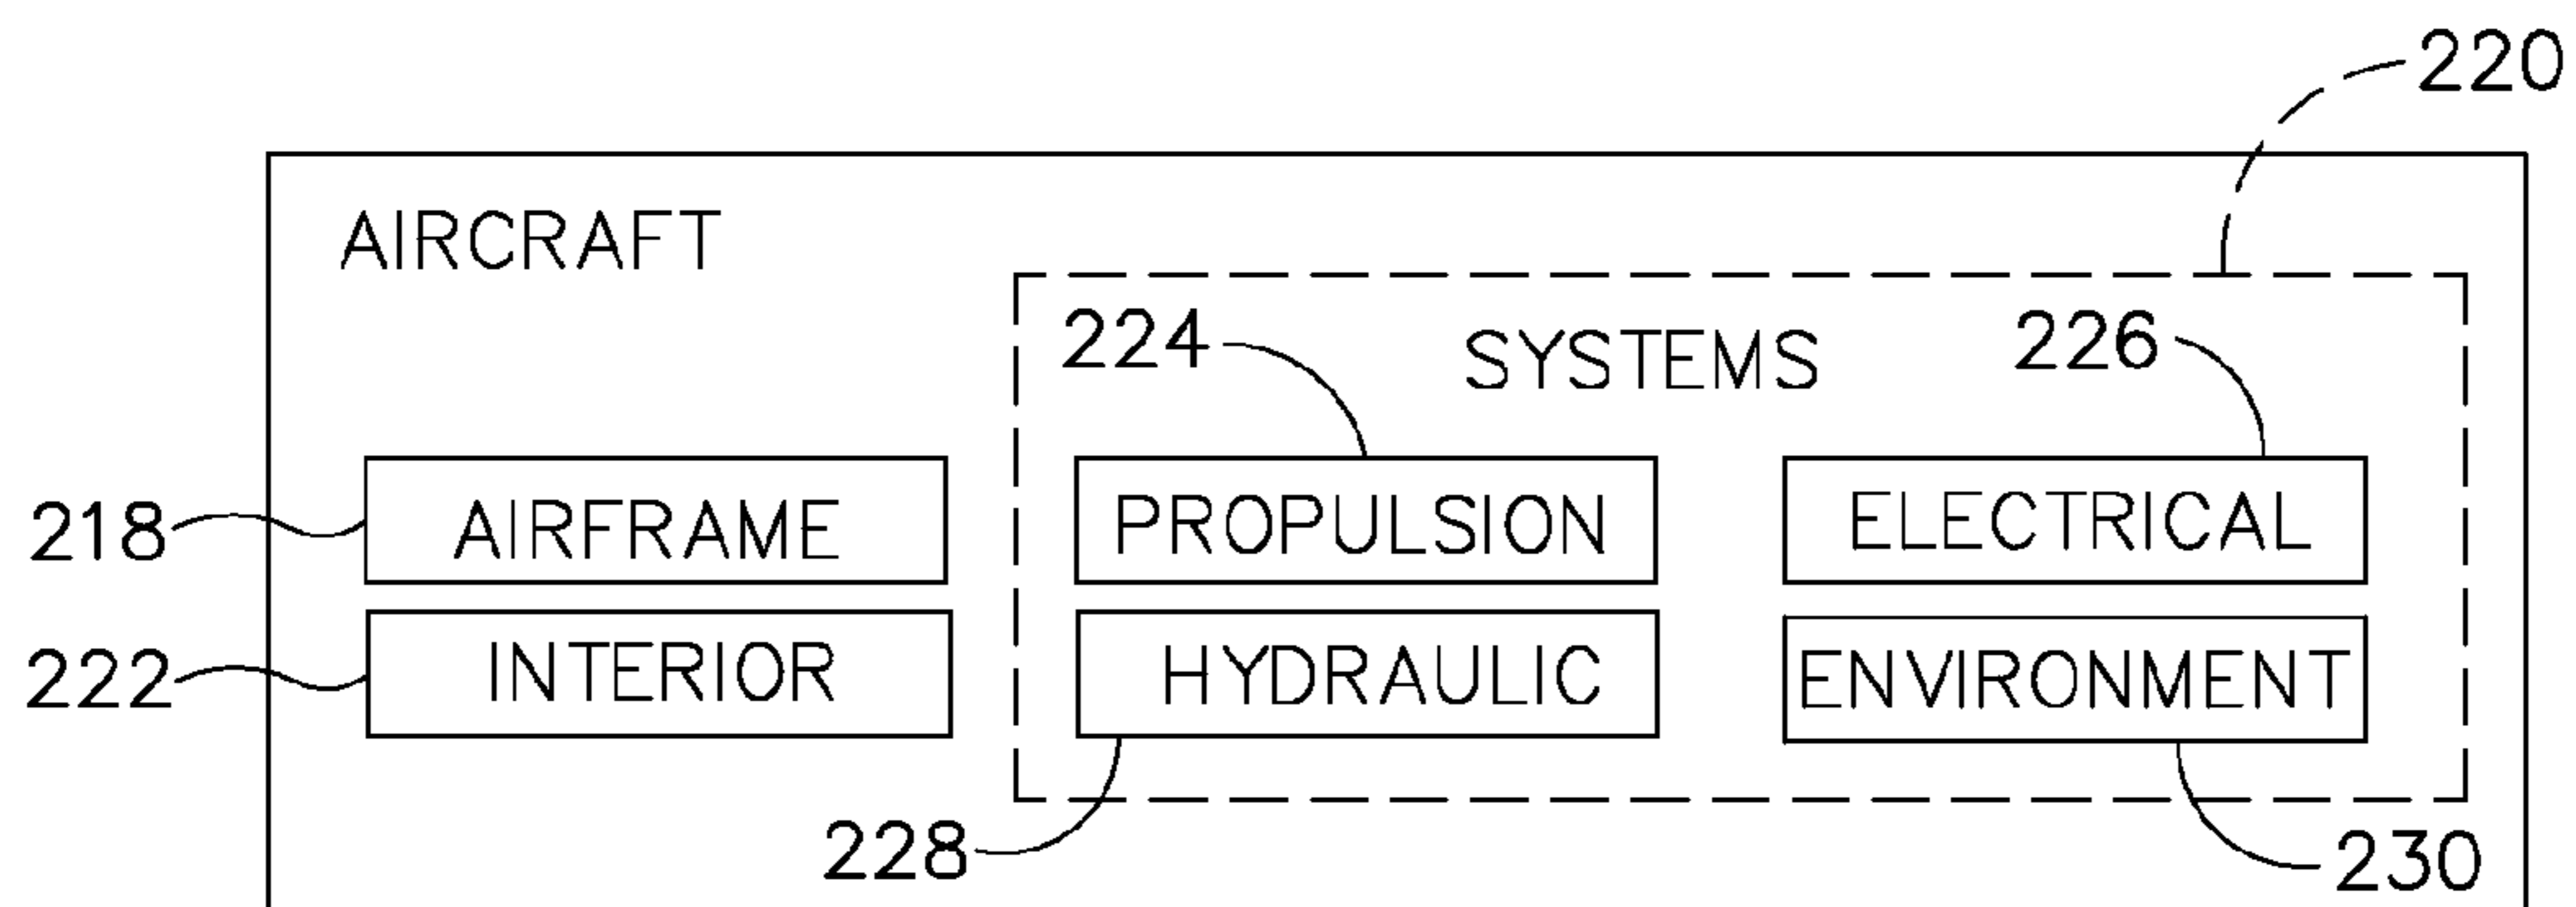 220
AIRCRAFT
224
SYSTEMS
226
218
AIRFRAME
PROPULSION
ELECTRICAL
222
INTERIOR
HYDRAULIC
ENVIRONMENT
228
230